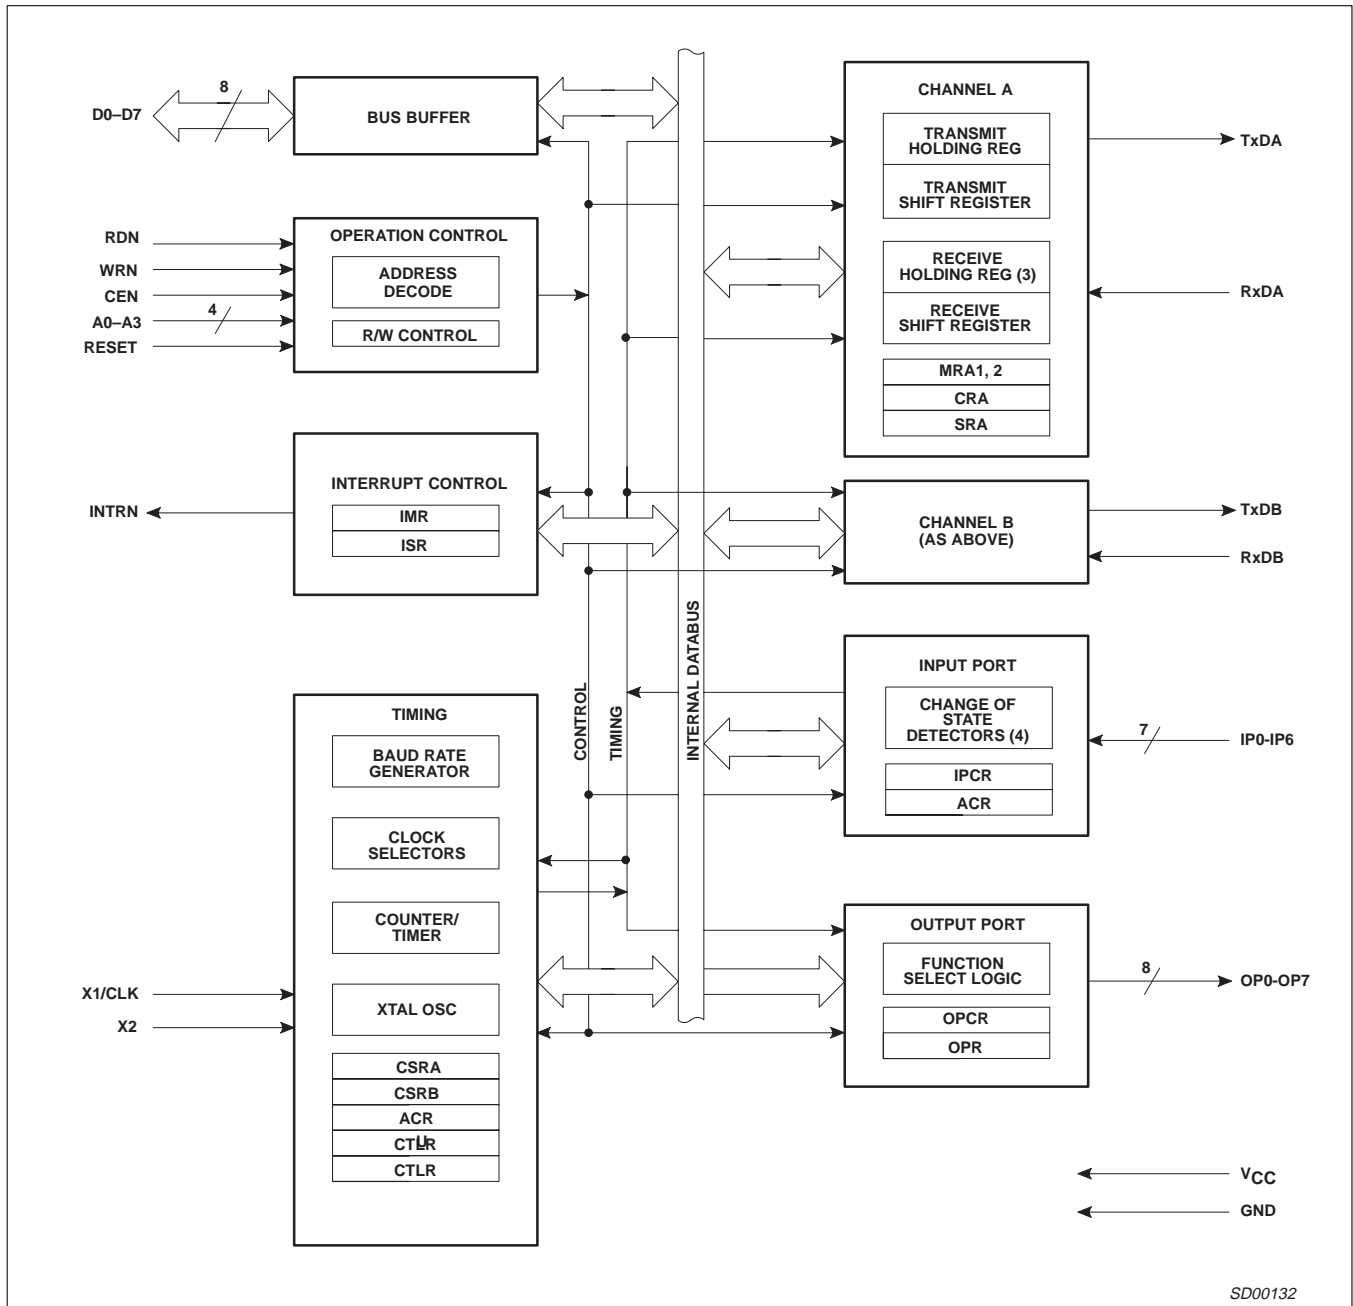 8
D0–D7
BUS BUFFER
RDN
WRN
CEN
A0–A3
RESET
4
OPERATION CONTROL
ADDRESS
DECODE
R/W CONTROL
INTRN
INTERRUPT CONTROL
IMR
ISR
TIMING
BAUD RATE
GENERATOR
CLOCK
SELECTORS
COUNTER/
TIMER
XTAL OSC
CSRA
CSRB
ACR
CTLR
CTLR
X1/CLK
X2
CONTROL
TIMING
INTERNAL DATABUS
CHANNEL A
TRANSMIT
HOLDING REG
TRANSMIT
SHIFT REGISTER
RECEIVE
HOLDING REG (3)
RECEIVE
SHIFT REGISTER
MRA1, 2
CRA
SRA
TxDA
RxDA
CHANNEL B
(AS ABOVE)
TxDB
RxDB
INPUT PORT
CHANGE OF
STATE
DETECTORS (4)
IPCR
ACR
7
IP0-IP6
OUTPUT PORT
FUNCTION
SELECT LOGIC
OPCR
OPR
8
OP0-OP7
VCC
GND
SD00132